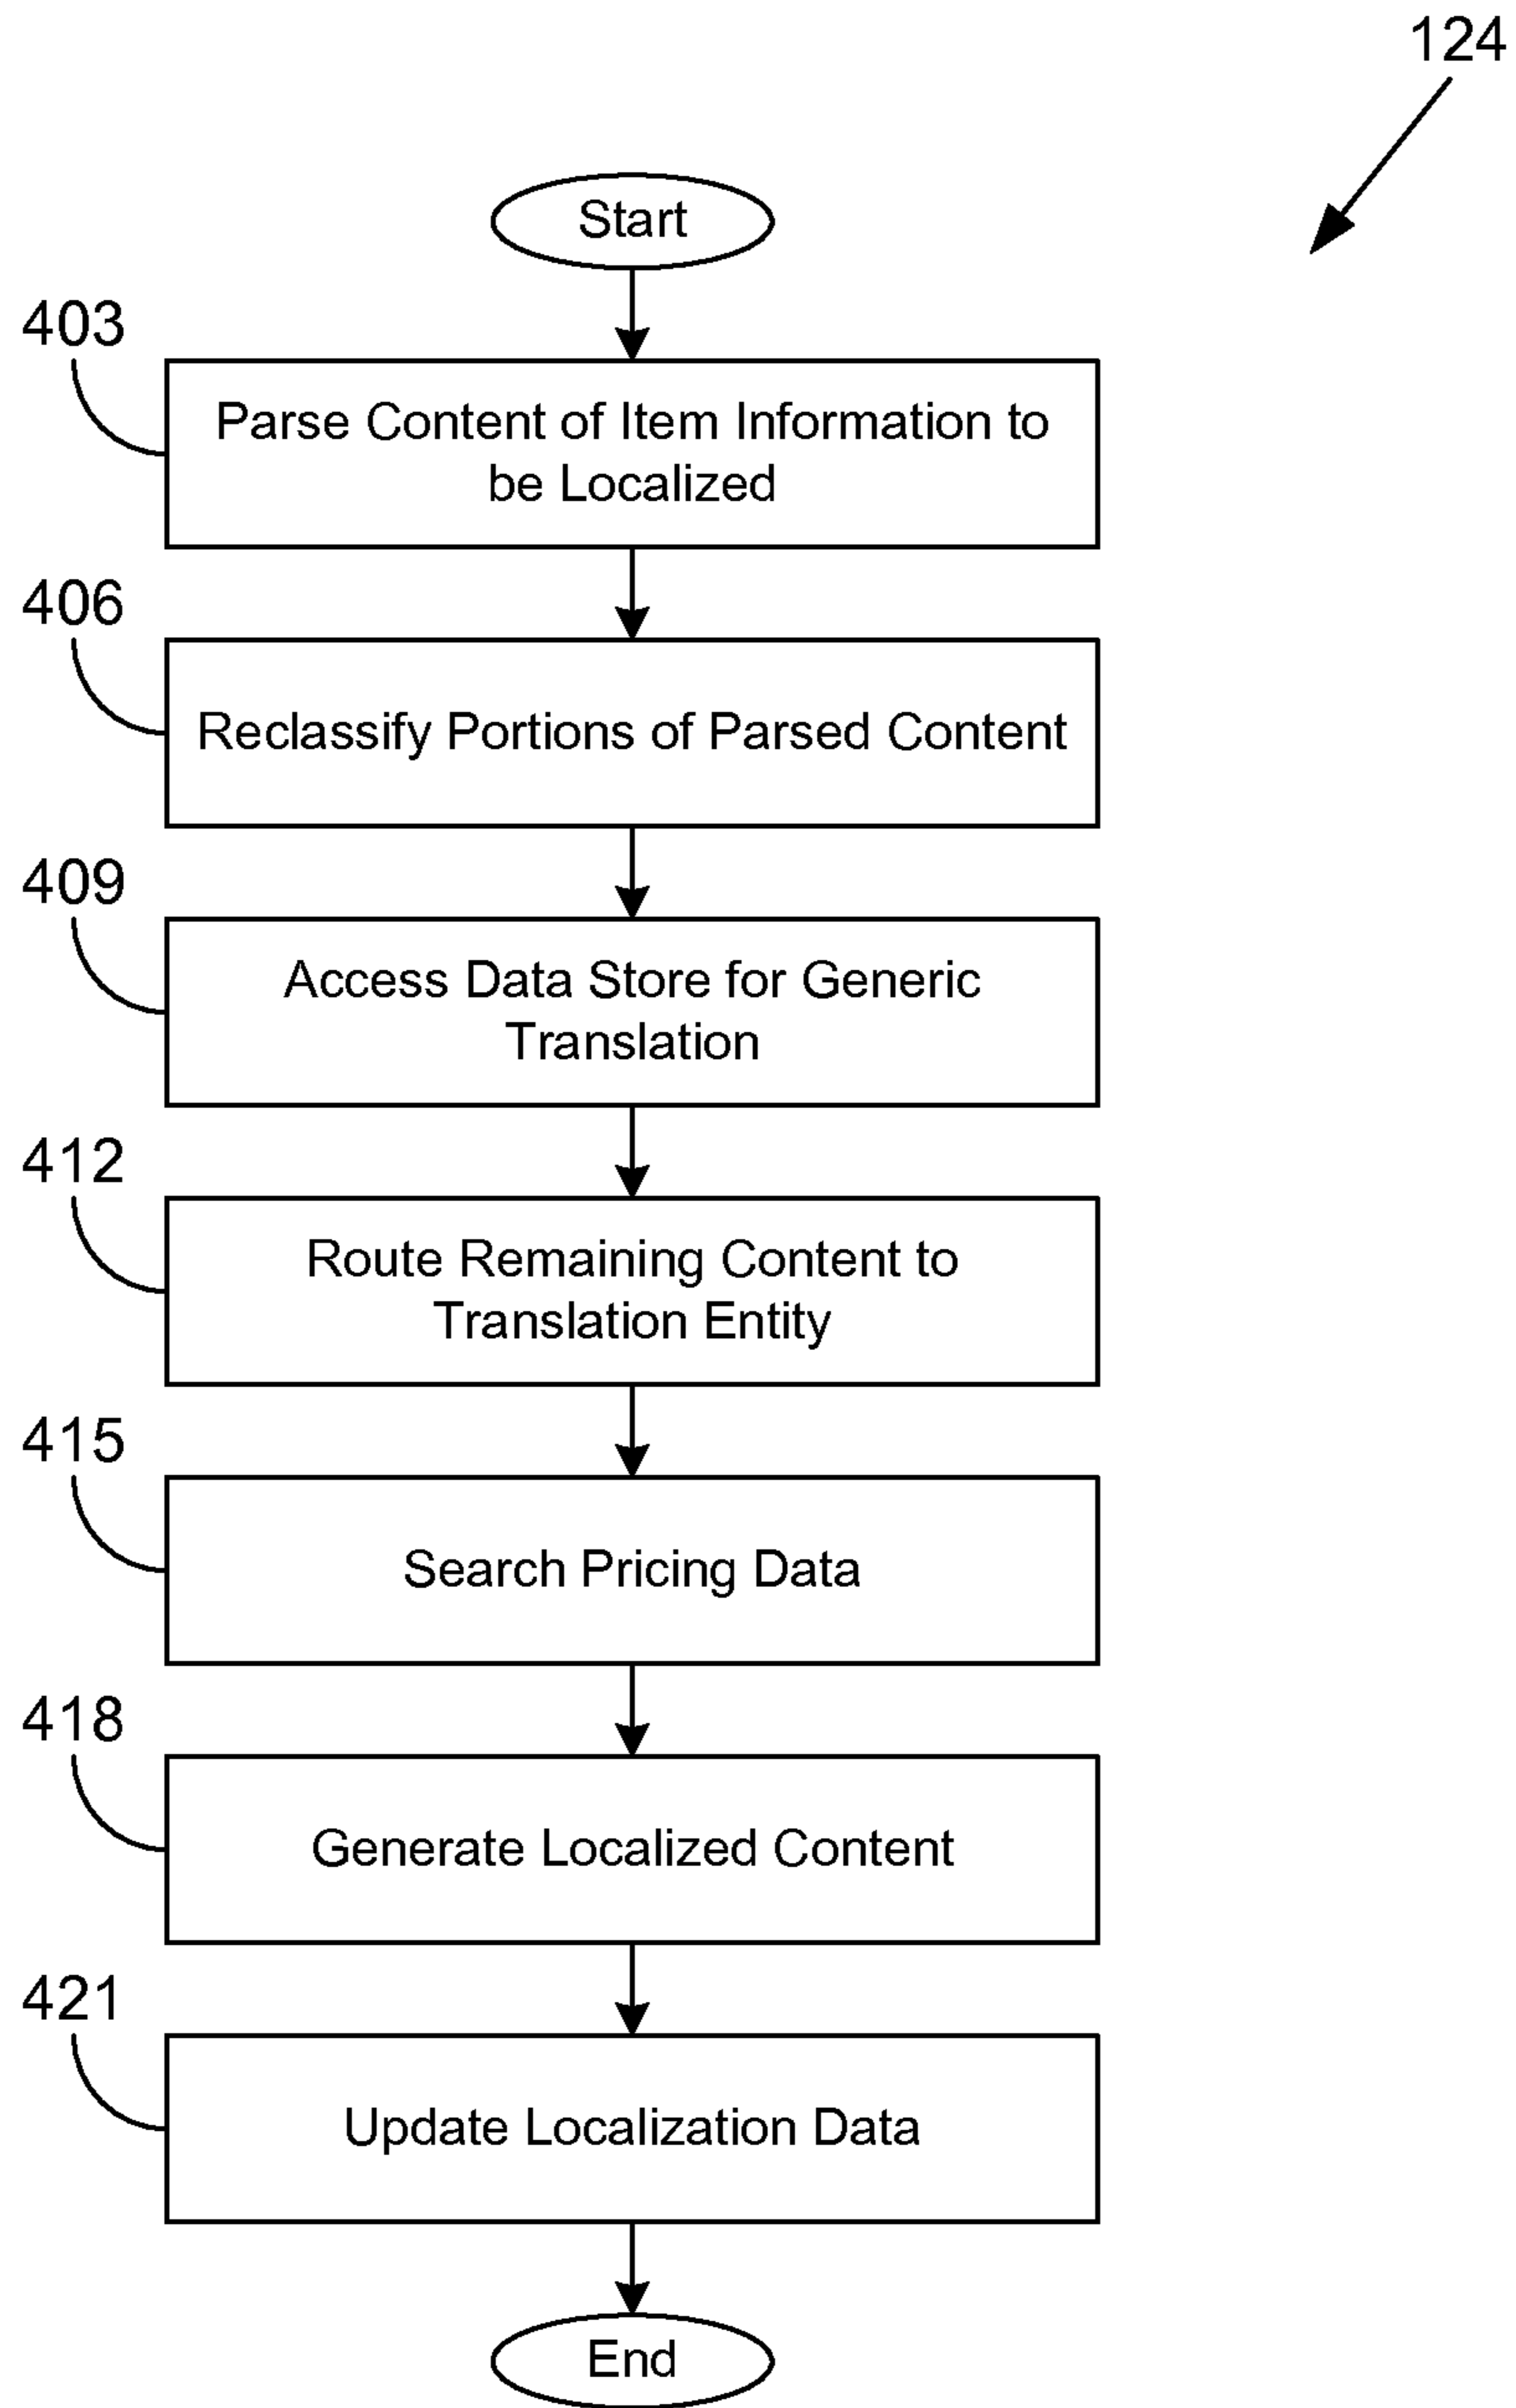 124
Start
403
Parse Content of Item Information to
be Localized
406
Reclassify Portions of Parsed Content
409
Access Data Store for Generic
Translation
412
Route Remaining Content to
Translation Entity
415
Search Pricing Data
418
Generate Localized Content
421
Update Localization Data
End